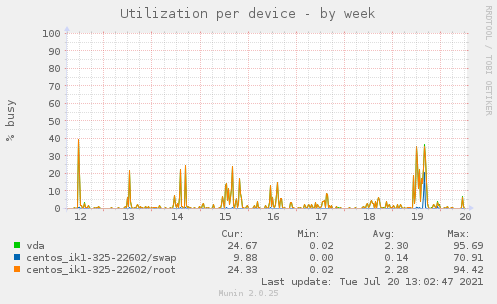 Utilization per device - by week
RRDTOOL / TOBI OETIKER
% busy
100
90
80
70
60
50
40
30
20
10
0
12 13 14 15 16 17 18 19 20
Cur: Min: Avg: Max:
vda 24.67 0.02 2.30 95.69
centos_ik1-325-22602/swap 9.88 0.00 0.14 70.91
centos_ik1-325-22602/root 24.33 0.02 2.28 94.42
Last update: Tue Jul 20 13:02:47 2021
Munin 2.0.25